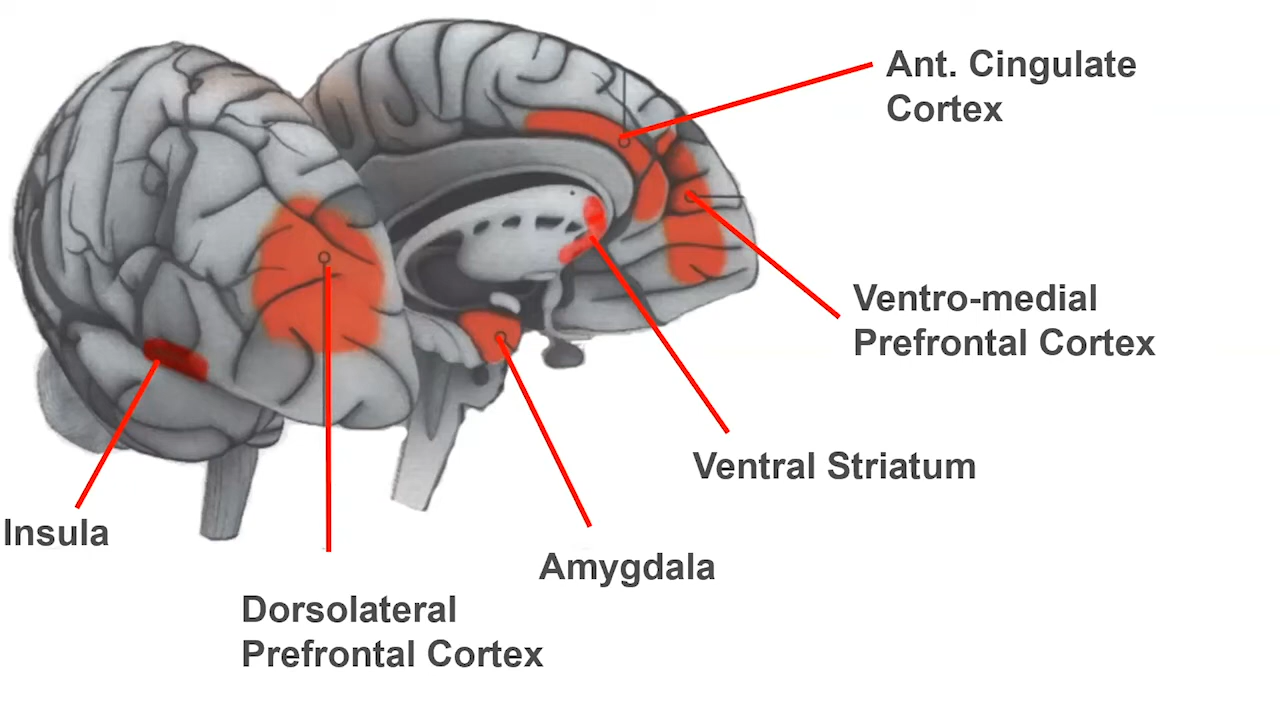 Ant. Cingulate
Cortex
Ventro-medial
Prefrontal Cortex
Ventral Striatum
Insula
Amygdala
Dorsolateral
Prefrontal Cortex